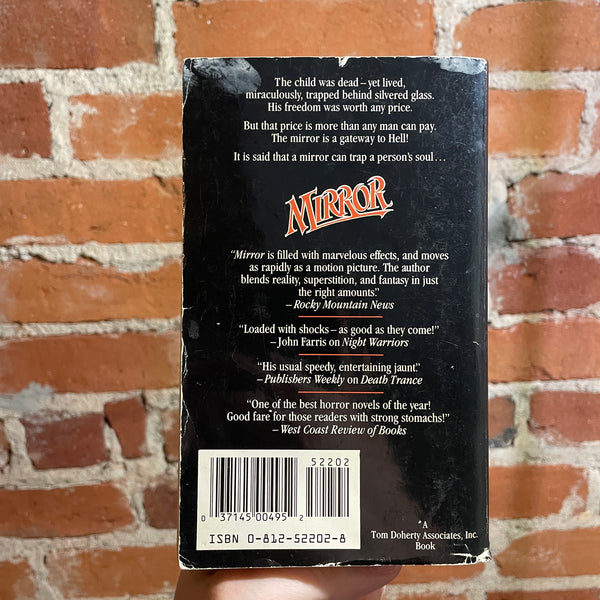 The child was dead – yet lived,
miraculously, trapped behind silvered glass.
His freedom was worth any price.
But that price is more than any man can pay.
The mirror is a gateway to Hell!
It is said that a mirror can trap a person's soul . . .
MIRROR
"Mirror is filled with marvelous effects, and moves
as rapidly as a motion picture. The author
blends reality, superstition, and fantasy in just
the right amounts."
– Rocky Mountain News
"Loaded with shocks – as good as they come!"
– John Farris on Night Warriors
"His usual speedy, entertaining jaunt."
– Publishers Weekly on Death Trance
"One of the best horror novels of the year!
Good fare for those readers with strong stomachs!"
– West Coast Review of Books
52202
0 37145 00495 2
ISBN 0-812-52202-8
A
Tom Doherty Associates, Inc.
Book